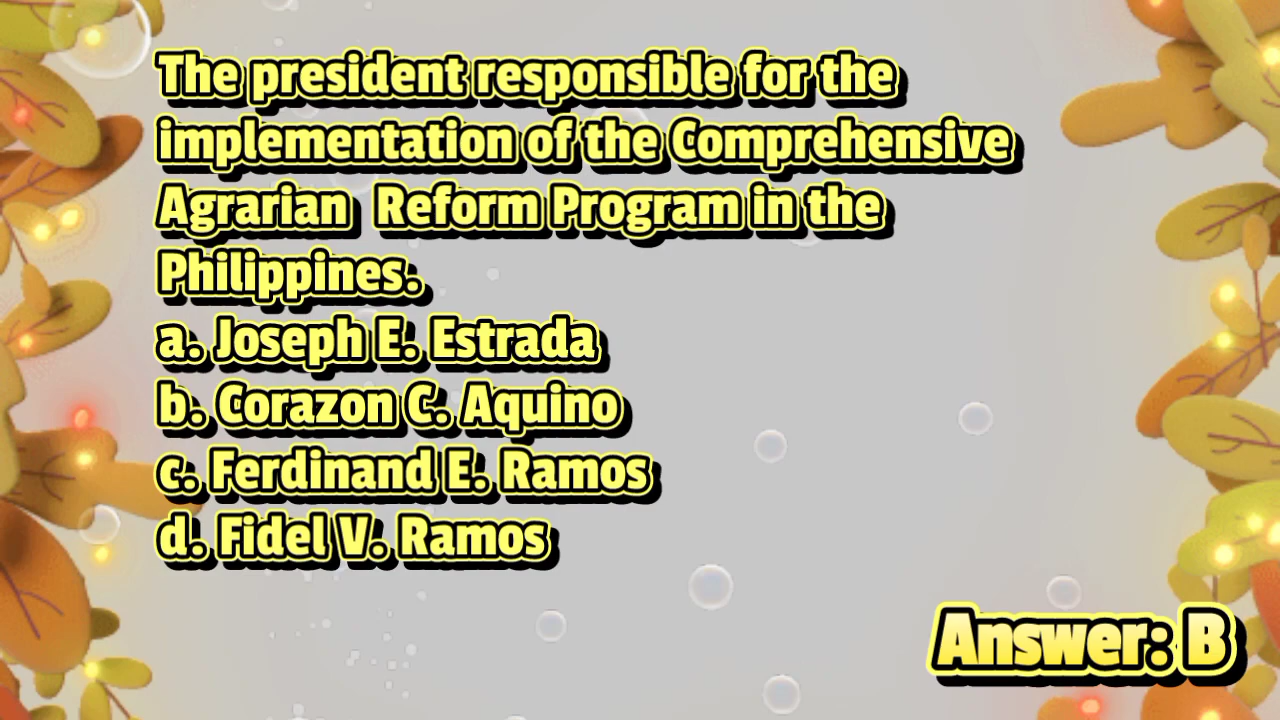 The president responsible for the
implementation of the Comprehensive
Agrarian Reform Program in the
Philippines.
a. Joseph E. Estrada
b. Corazon C. Aquino
c. Ferdinand E. Ramos
d. Fidel V. Ramos
Answer: B